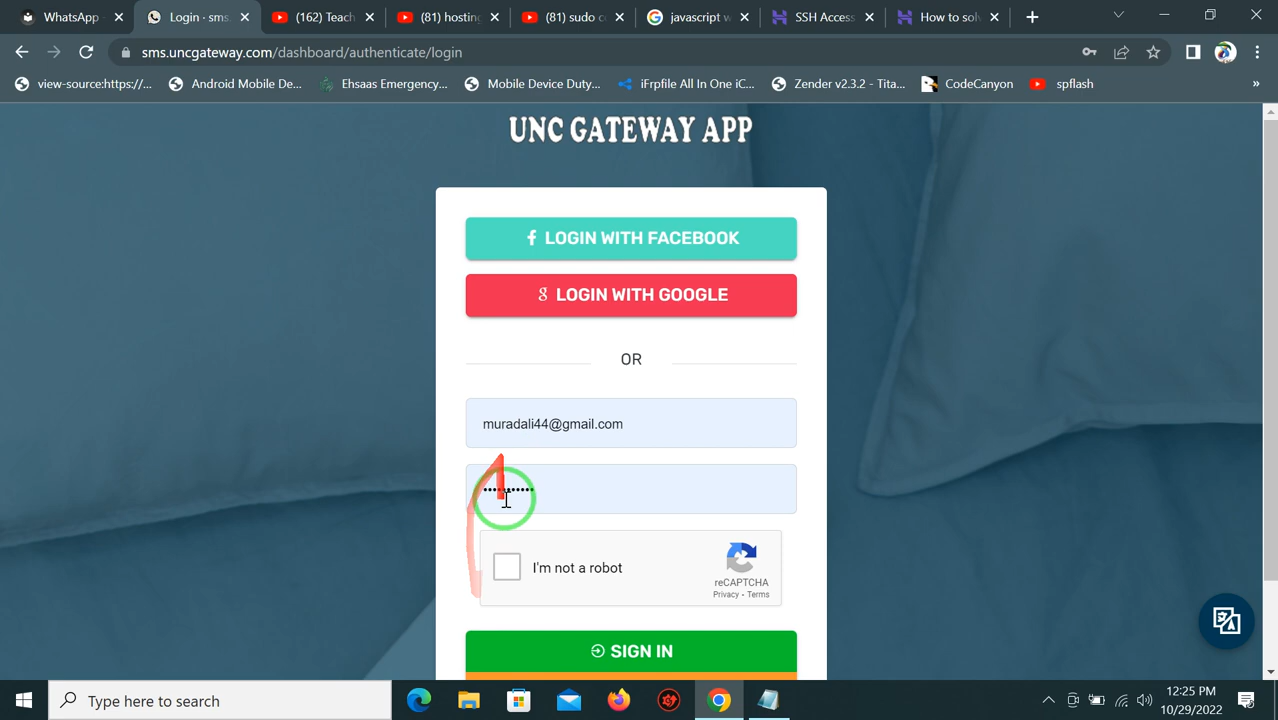 WhatsApp
Login · sms.
(162) Teach
(81) hosting
(81) sudo c
javascript w
SSH Access
How to solv
sms.uncgateway.com/dashboard/authenticate/login
view-source:https://...
Android Mobile De...
Ehsaas Emergency...
Mobile Device Duty...
iFrpfile All In One iC...
Zender v2.3.2 - Tita...
CodeCanyon
spflash
»
UNC GATEWAY APP
LOGIN WITH FACEBOOK
LOGIN WITH GOOGLE
OR
muradali44@gmail.com
I'm not a robot
reCAPTCHA
Privacy - Terms
SIGN IN
Type here to search
12:25 PM
10/29/2022